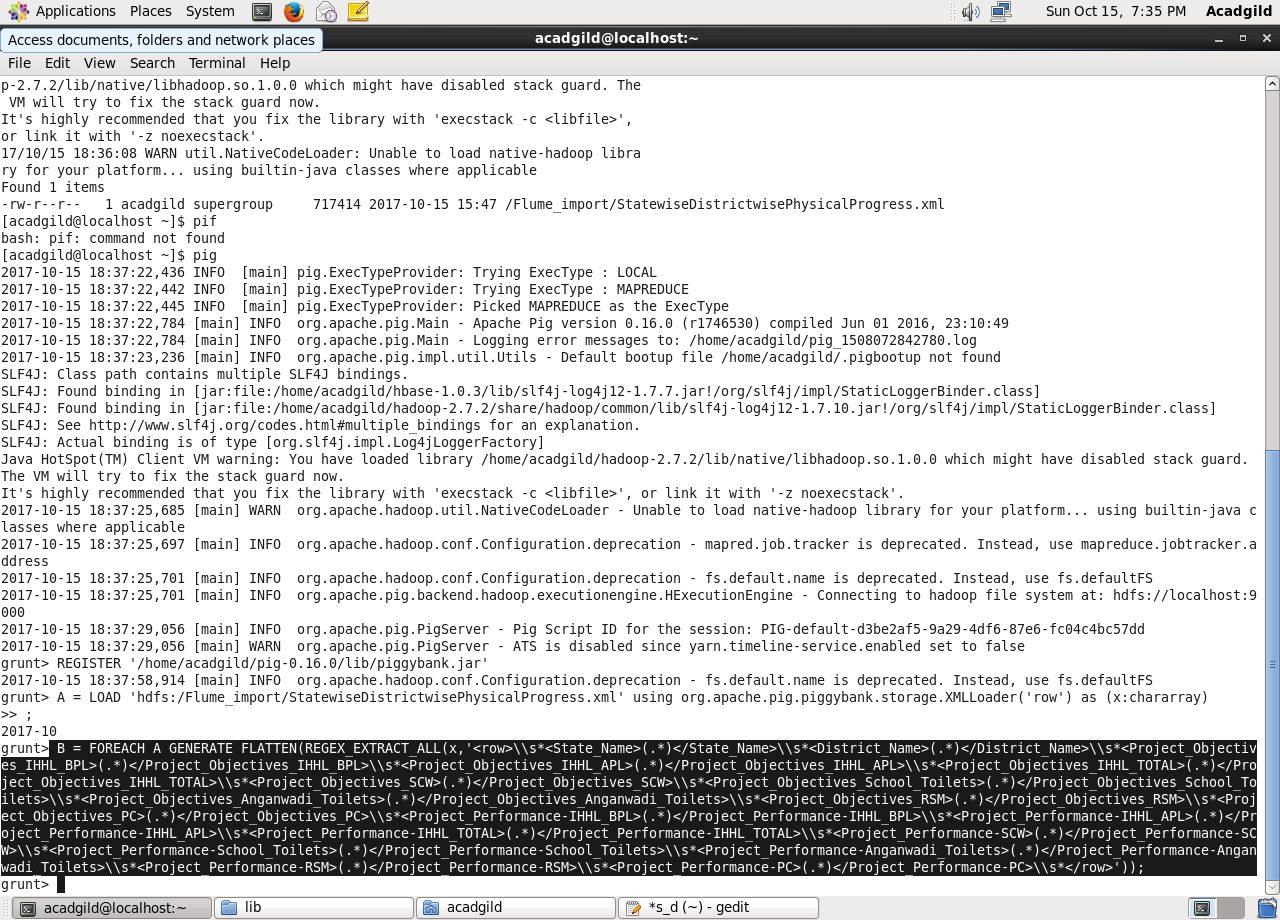 Applications Places System Sun Oct 15, 7:35 PM Acadgild
Access documents, folders and network places
acadgild@localhost:~
File Edit View Search Terminal Help
p-2.7.2/lib/native/libhadoop.so.1.0.0 which might have disabled stack guard. The
 VM will try to fix the stack guard now.
It's highly recommended that you fix the library with 'execstack -c <libfile>',
or link it with '-z noexecstack'.
17/10/15 18:36:08 WARN util.NativeCodeLoader: Unable to load native-hadoop libra
ry for your platform... using builtin-java classes where applicable
Found 1 items
-rw-r--r--   1 acadgild supergroup     717414 2017-10-15 15:47 /Flume_import/StatewiseDistrictwisePhysicalProgress.xml
[acadgild@localhost ~]$ pif
bash: pif: command not found
[acadgild@localhost ~]$ pig
2017-10-15 18:37:22,436 INFO  [main] pig.ExecTypeProvider: Trying ExecType : LOCAL
2017-10-15 18:37:22,442 INFO  [main] pig.ExecTypeProvider: Trying ExecType : MAPREDUCE
2017-10-15 18:37:22,445 INFO  [main] pig.ExecTypeProvider: Picked MAPREDUCE as the ExecType
2017-10-15 18:37:22,784 [main] INFO  org.apache.pig.Main - Apache Pig version 0.16.0 (r1746530) compiled Jun 01 2016, 23:10:49
2017-10-15 18:37:22,784 [main] INFO  org.apache.pig.Main - Logging error messages to: /home/acadgild/pig_1508072842780.log
2017-10-15 18:37:23,236 [main] INFO  org.apache.pig.impl.util.Utils - Default bootup file /home/acadgild/.pigbootup not found
SLF4J: Class path contains multiple SLF4J bindings.
SLF4J: Found binding in [jar:file:/home/acadgild/hbase-1.0.3/lib/slf4j-log4j12-1.7.7.jar!/org/slf4j/impl/StaticLoggerBinder.class]
SLF4J: Found binding in [jar:file:/home/acadgild/hadoop-2.7.2/share/hadoop/common/lib/slf4j-log4j12-1.7.10.jar!/org/slf4j/impl/StaticLoggerBinder.class]
SLF4J: See http://www.slf4j.org/codes.html#multiple_bindings for an explanation.
SLF4J: Actual binding is of type [org.slf4j.impl.Log4jLoggerFactory]
Java HotSpot(TM) Client VM warning: You have loaded library /home/acadgild/hadoop-2.7.2/lib/native/libhadoop.so.1.0.0 which might have disabled stack guard.
The VM will try to fix the stack guard now.
It's highly recommended that you fix the library with 'execstack -c <libfile>', or link it with '-z noexecstack'.
2017-10-15 18:37:25,685 [main] WARN  org.apache.hadoop.util.NativeCodeLoader - Unable to load native-hadoop library for your platform... using builtin-java c
lasses where applicable
2017-10-15 18:37:25,697 [main] INFO  org.apache.hadoop.conf.Configuration.deprecation - mapred.job.tracker is deprecated. Instead, use mapreduce.jobtracker.a
ddress
2017-10-15 18:37:25,701 [main] INFO  org.apache.hadoop.conf.Configuration.deprecation - fs.default.name is deprecated. Instead, use fs.defaultFS
2017-10-15 18:37:25,701 [main] INFO  org.apache.pig.backend.hadoop.executionengine.HExecutionEngine - Connecting to hadoop file system at: hdfs://localhost:9
000
2017-10-15 18:37:29,056 [main] INFO  org.apache.pig.PigServer - Pig Script ID for the session: PIG-default-d3be2af5-9a29-4df6-87e6-fc04c4bc57dd
2017-10-15 18:37:29,056 [main] WARN  org.apache.pig.PigServer - ATS is disabled since yarn.timeline-service.enabled set to false
grunt> REGISTER '/home/acadgild/pig-0.16.0/lib/piggybank.jar'
2017-10-15 18:37:58,914 [main] INFO  org.apache.hadoop.conf.Configuration.deprecation - fs.default.name is deprecated. Instead, use fs.defaultFS
grunt> A = LOAD 'hdfs:/Flume_import/StatewiseDistrictwisePhysicalProgress.xml' using org.apache.pig.piggybank.storage.XMLLoader('row') as (x:chararray)
>> ;
2017-10
grunt> B = FOREACH A GENERATE FLATTEN(REGEX_EXTRACT_ALL(x,'<row>\\s*<State_Name>(.*)</State_Name>\\s*<District_Name>(.*)</District_Name>\\s*<Project_Objectiv
es_IHHL_BPL>(.*)</Project_Objectives_IHHL_BPL>\\s*<Project_Objectives_IHHL_APL>(.*)</Project_Objectives_IHHL_APL>\\s*<Project_Objectives_IHHL_TOTAL>(.*)</Pro
ject_Objectives_IHHL_TOTAL>\\s*<Project_Objectives_SCW>(.*)</Project_Objectives_SCW>\\s*<Project_Objectives_School_Toilets>(.*)</Project_Objectives_School_To
ilets>\\s*<Project_Objectives_Anganwadi_Toilets>(.*)</Project_Objectives_Anganwadi_Toilets>\\s*<Project_Objectives_RSM>(.*)</Project_Objectives_RSM>\\s*<Proj
ect_Objectives_PC>(.*)</Project_Objectives_PC>\\s*<Project_Performance-IHHL_BPL>(.*)</Project_Performance-IHHL_BPL>\\s*<Project_Performance-IHHL_APL>(.*)</Pr
oject_Performance-IHHL_APL>\\s*<Project_Performance-IHHL_TOTAL>(.*)</Project_Performance-IHHL_TOTAL>\\s*<Project_Performance-SCW>(.*)</Project_Performance-SC
W>\\s*<Project_Performance-School_Toilets>(.*)</Project_Performance-School_Toilets>\\s*<Project_Performance-Anganwadi_Toilets>(.*)</Project_Performance-Angan
wadi_Toilets>\\s*<Project_Performance-RSM>(.*)</Project_Performance-RSM>\\s*<Project_Performance-PC>(.*)</Project_Performance-PC>\\s*</row>'));
grunt>
acadgild@localhost:~ lib acadgild *s_d (~) - gedit